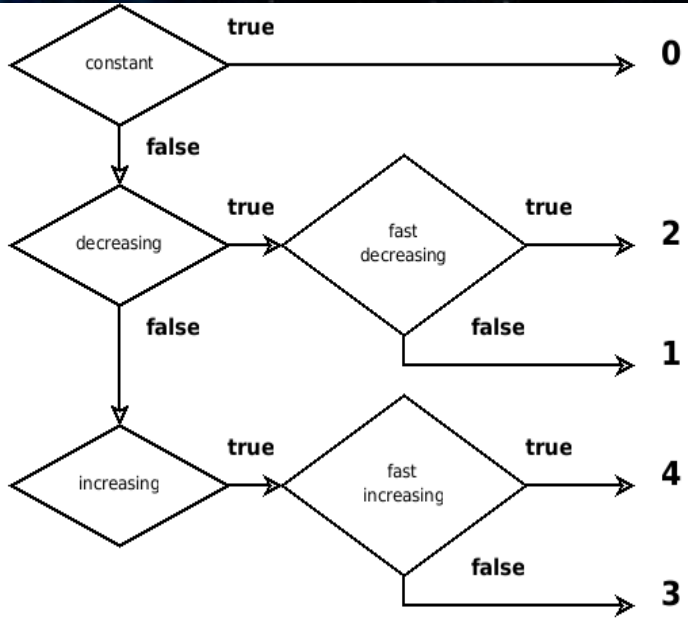 true
constant
0
false
true
true
decreasing
fast
decreasing
2
false
false
1
true
true
increasing
fast
increasing
4
false
3